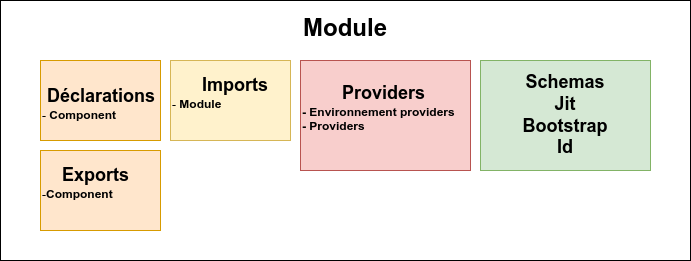 Module
Déclarations
- Component
Imports
- Module
Providers
- Environnement providers
- Providers
Schemas
Jit
Bootstrap
Id
Exports
-Component